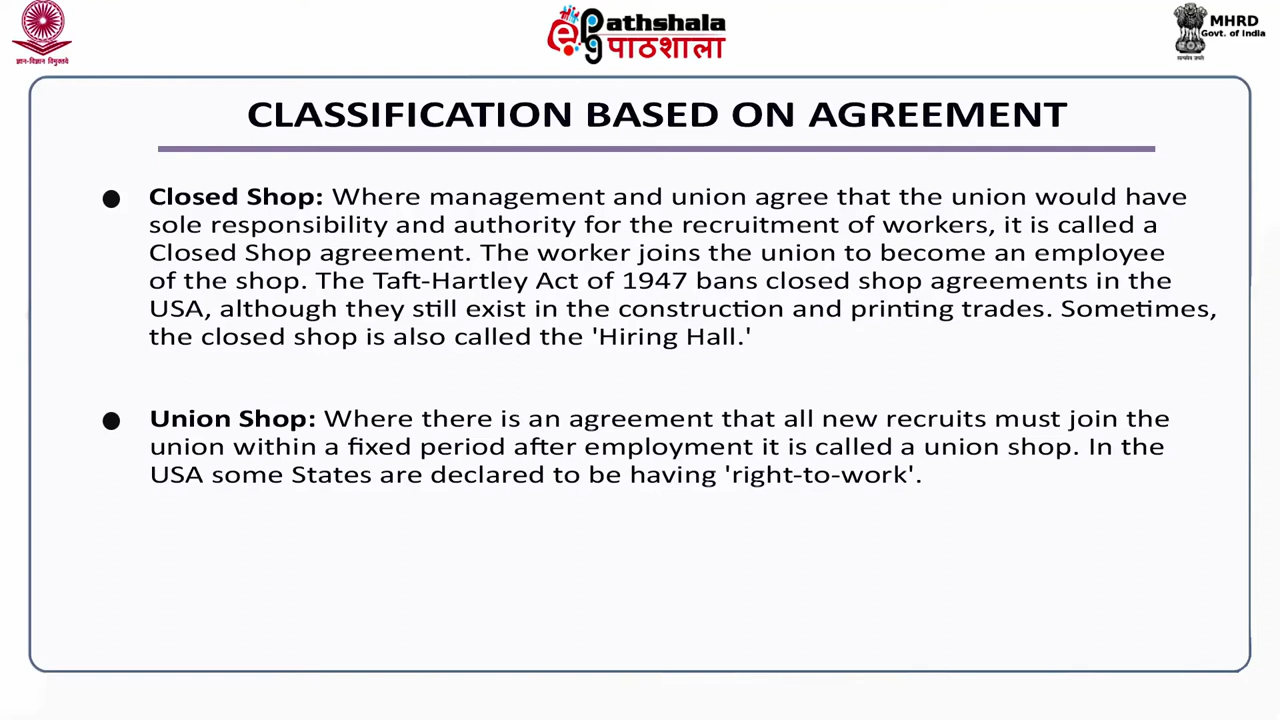 ज्ञान-विज्ञान विमुक्तये
ePathshala
पाठशाला
सत्यमेव जयते
MHRD
Govt. of India
CLASSIFICATION BASED ON AGREEMENT
● Closed Shop: Where management and union agree that the union would have
sole responsibility and authority for the recruitment of workers, it is called a
Closed Shop agreement. The worker joins the union to become an employee
of the shop. The Taft-Hartley Act of 1947 bans closed shop agreements in the
USA, although they still exist in the construction and printing trades. Sometimes,
the closed shop is also called the 'Hiring Hall.'
● Union Shop: Where there is an agreement that all new recruits must join the
union within a fixed period after employment it is called a union shop. In the
USA some States are declared to be having 'right-to-work'.